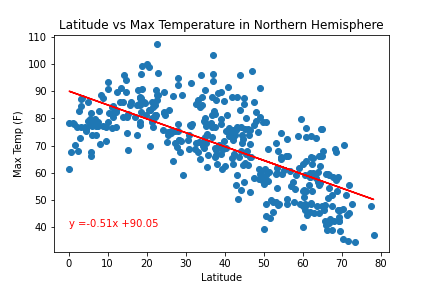 Latitude vs Max Temperature in Northern Hemisphere
110
100
90
80
70
60
50
40
Max Temp (F)
y =-0.51x +90.05
0 10 20 30 40 50 60 70 80
Latitude